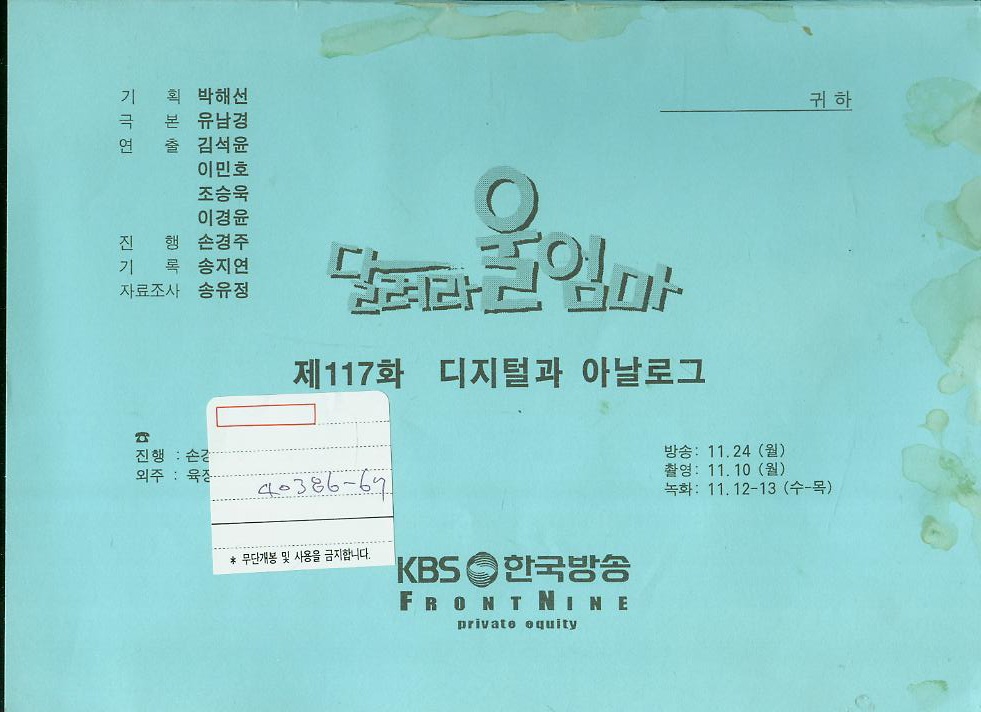 기 획 박해선
극 본 유남경
연 출 김석윤
이민호
조승욱
이경윤
진 행 손경주
기 록 송지연
자료조사 송유정
귀 하
달려라 울엄마
제117화 디지털과 아날로그
☎
진행 : 손경
외주 : 육정
방송: 11.24 (월)
촬영: 11.10 (월)
녹화: 11.12-13 (수-목)
* 무단개봉 및 사용을 금지합니다.
KBS 한국방송
FRONTNINE
private equity